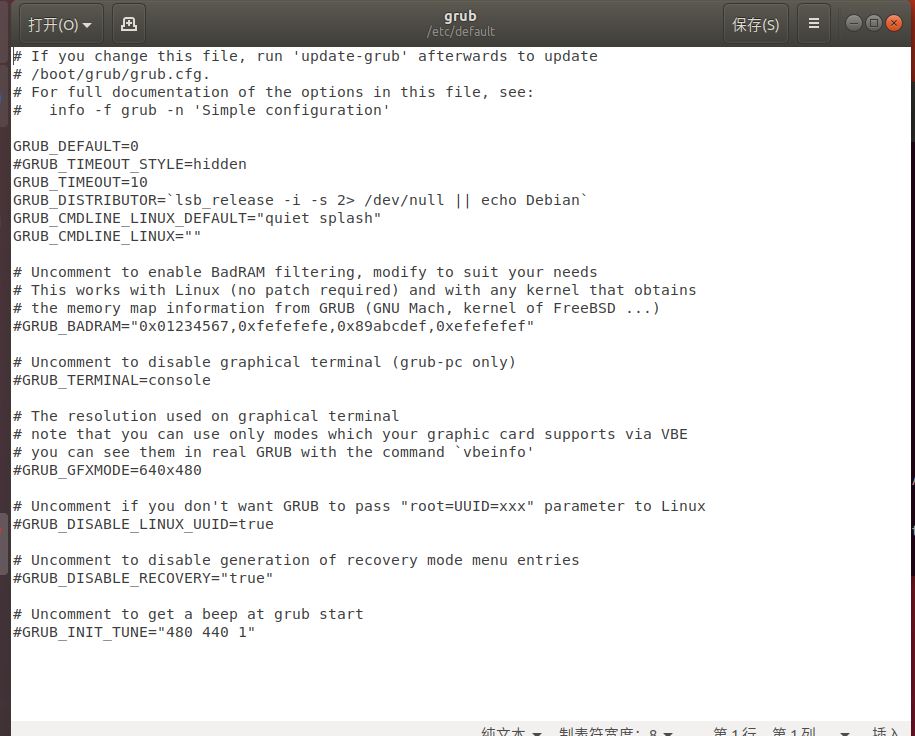 打开(O)
grub
/etc/default
保存(S)
# If you change this file, run 'update-grub' afterwards to update
# /boot/grub/grub.cfg.
# For full documentation of the options in this file, see:
#   info -f grub -n 'Simple configuration'

GRUB_DEFAULT=0
#GRUB_TIMEOUT_STYLE=hidden
GRUB_TIMEOUT=10
GRUB_DISTRIBUTOR=`lsb_release -i -s 2> /dev/null || echo Debian`
GRUB_CMDLINE_LINUX_DEFAULT="quiet splash"
GRUB_CMDLINE_LINUX=""

# Uncomment to enable BadRAM filtering, modify to suit your needs
# This works with Linux (no patch required) and with any kernel that obtains
# the memory map information from GRUB (GNU Mach, kernel of FreeBSD ...)
#GRUB_BADRAM="0x01234567,0xfefefefe,0x89abcdef,0xefefefef"

# Uncomment to disable graphical terminal (grub-pc only)
#GRUB_TERMINAL=console

# The resolution used on graphical terminal
# note that you can use only modes which your graphic card supports via VBE
# you can see them in real GRUB with the command `vbeinfo'
#GRUB_GFXMODE=640x480

# Uncomment if you don't want GRUB to pass "root=UUID=xxx" parameter to Linux
#GRUB_DISABLE_LINUX_UUID=true

# Uncomment to disable generation of recovery mode menu entries
#GRUB_DISABLE_RECOVERY="true"

# Uncomment to get a beep at grub start
#GRUB_INIT_TUNE="480 440 1"
纯文本 制表符宽度：8 第 1 行，第 1 列 插入